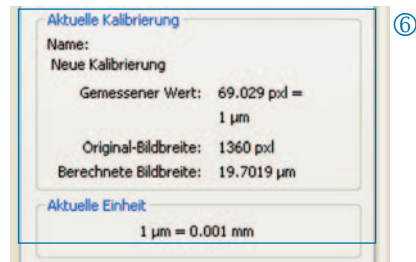 Aktuelle Kalibrierung
Name:
Neue Kalibrierung
Gemessener Wert: 69.029 pxl =
1 µm
Original-Bildbreite: 1360 pxl
Berechnete Bildbreite: 19.7019 µm
Aktuelle Einheit
1 µm = 0.001 mm
⑥